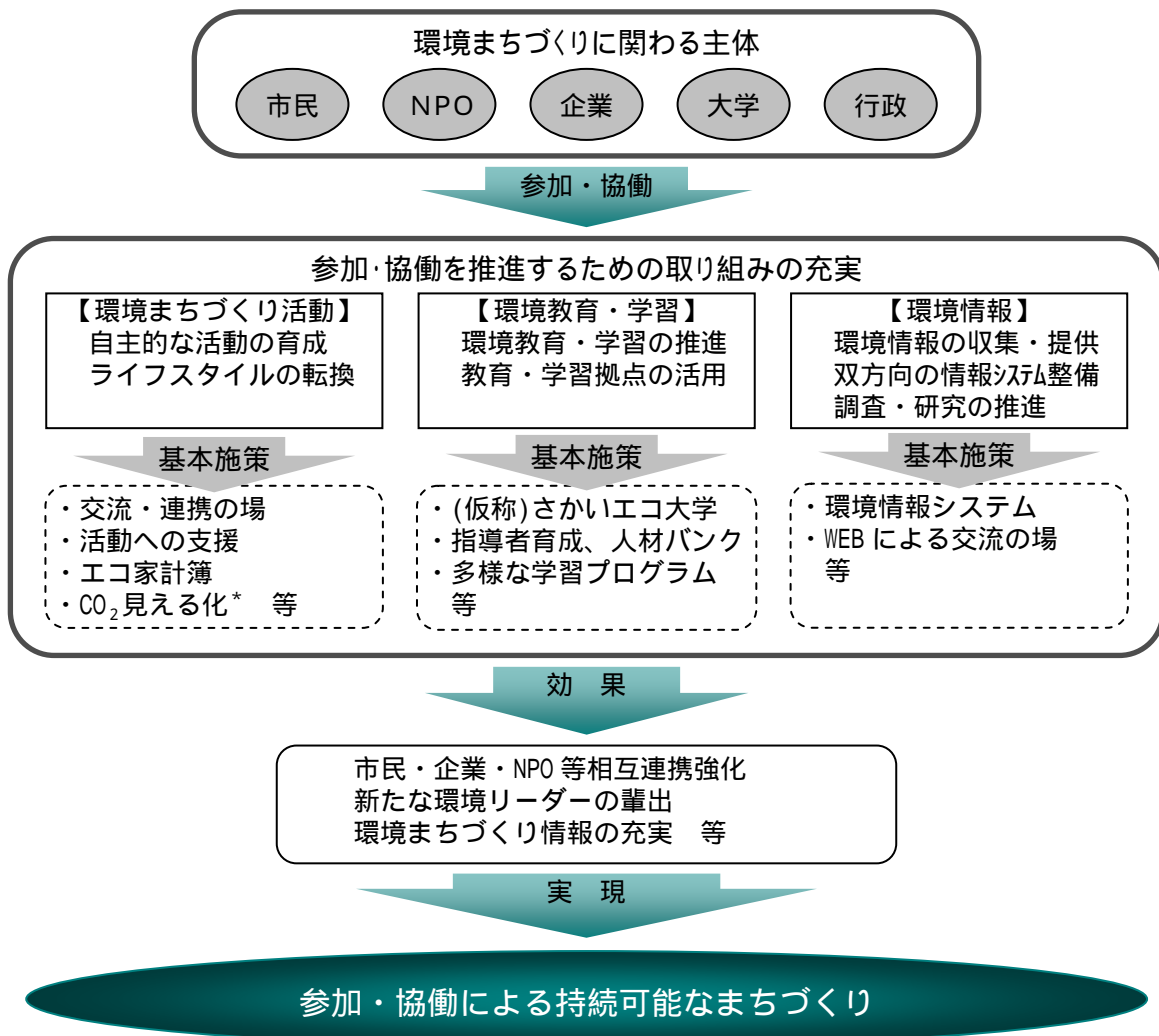 環境まちづくりに関わる主体
市民 NPO 企業 大学 行政
参加・協働
参加・協働を推進するための取り組みの充実
【環境まちづくり活動】
自主的な活動の育成
ライフスタイルの転換
基本施策
・交流・連携の場
・活動への支援
・エコ家計簿
・CO₂見える化* 等
【環境教育・学習】
環境教育・学習の推進
教育・学習拠点の活用
基本施策
・(仮称)さかいエコ大学
・指導者育成、人材バンク
・多様な学習プログラム
等
【環境情報】
環境情報の収集・提供
双方向の情報システム整備
調査・研究の推進
基本施策
・環境情報システム
・WEBによる交流の場
等
効 果
市民・企業・NPO等相互連携強化
新たな環境リーダーの輩出
環境まちづくり情報の充実 等
実 現
参加・協働による持続可能なまちづくり